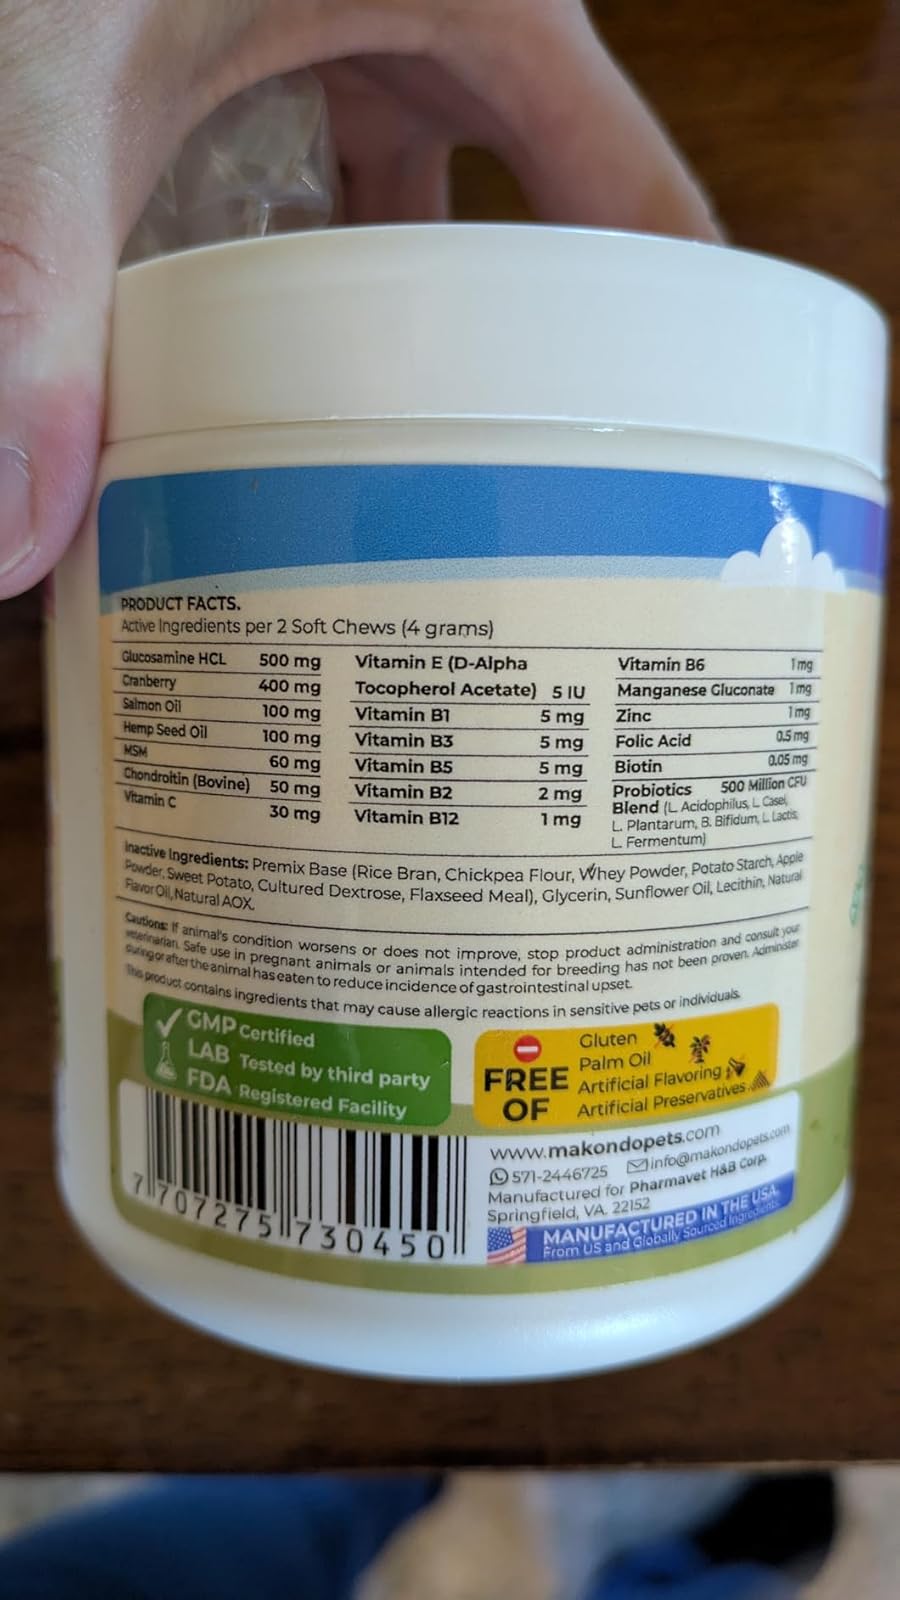 PRODUCT FACTS.
Active Ingredients per 2 Soft Chews (4 grams)
Glucosamine HCL 500 mg
Cranberry 400 mg
Salmon Oil 100 mg
Hemp Seed Oil 100 mg
MSM 60 mg
Chondroitin (Bovine) 50 mg
Vitamin C 30 mg
Vitamin E (D-Alpha
Tocopherol Acetate) 5 IU
Vitamin B1 5 mg
Vitamin B3 5 mg
Vitamin B5 5 mg
Vitamin B2 2 mg
Vitamin B12 1 mg
Vitamin B6 1 mg
Manganese Gluconate 1 mg
Zinc 1 mg
Folic Acid 0.5 mg
Biotin 0.05 mg
Probiotics 500 Million CFU
Blend (L. Acidophilus, L. Casei,
L. Plantarum, B. Bifidum, L. Lactis,
L. Fermentum)
Inactive Ingredients: Premix Base (Rice Bran, Chickpea Flour, Whey Powder, Potato Starch, Apple
Powder, Sweet Potato, Cultured Dextrose, Flaxseed Meal), Glycerin, Sunflower Oil, Lecithin, Natural
Flavor Oil, Natural AOX.
Cautions: If animal's condition worsens or does not improve, stop product administration and consult your
veterinarian. Safe use in pregnant animals or animals intended for breeding has not been proven. Administer
during or after the animal has eaten to reduce incidence of gastrointestinal upset.
This product contains ingredients that may cause allergic reactions in sensitive pets or individuals.
GMP Certified
LAB Tested by third party
FDA Registered Facility
FREE
OF
Gluten
Palm Oil
Artificial Flavoring
Artificial Preservatives
7 707275 730450
www.makondopets.com
571-2446725 info@makondopets.com
Manufactured for Pharmavet H&B Corp.
Springfield, VA. 22152
MANUFACTURED IN THE USA.
From US and Globally Sourced Ingredients.